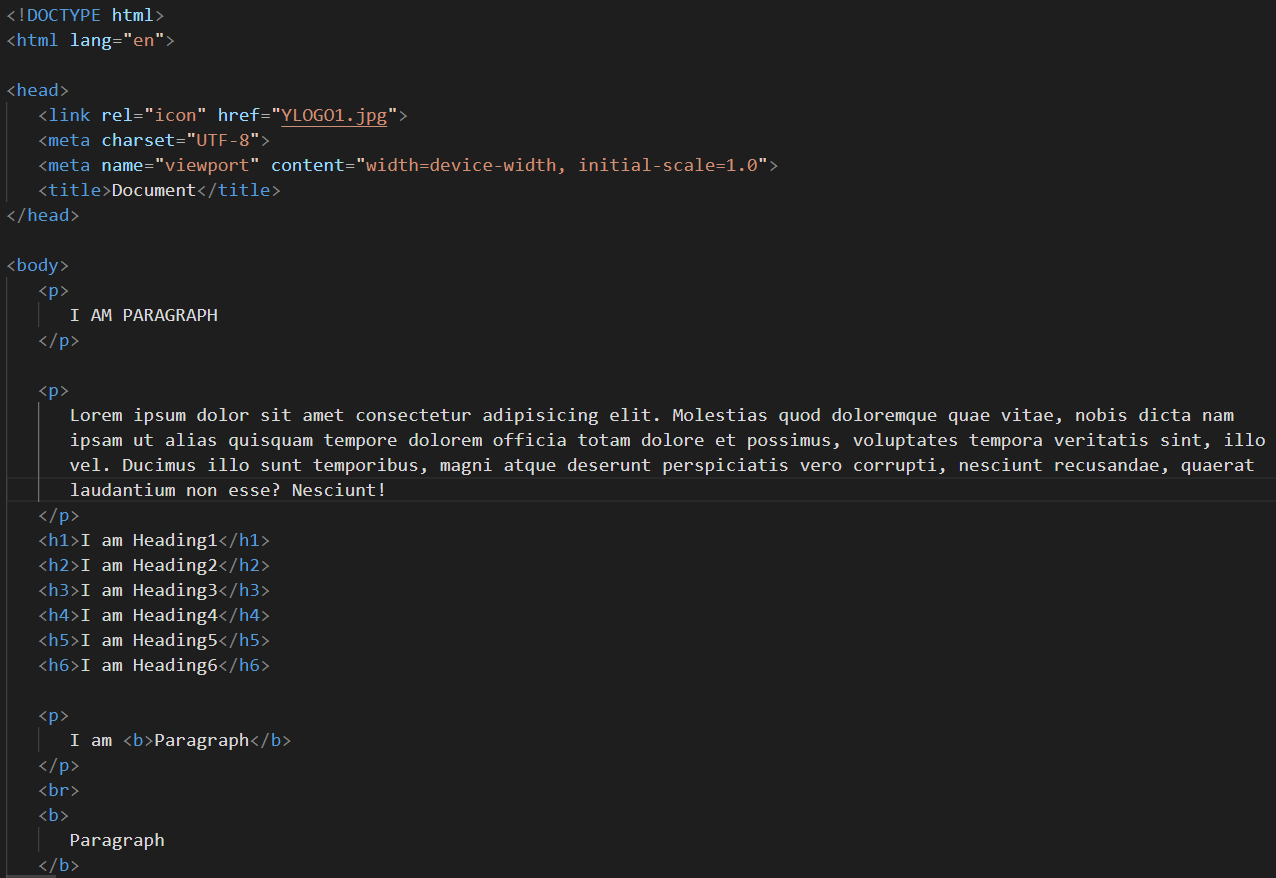 <!DOCTYPE html>
<html lang="en">

<head>
   <link rel="icon" href="YLOGO1.jpg">
   <meta charset="UTF-8">
   <meta name="viewport" content="width=device-width, initial-scale=1.0">
   <title>Document</title>
</head>

<body>
   <p>
      I AM PARAGRAPH
   </p>

   <p>
      Lorem ipsum dolor sit amet consectetur adipisicing elit. Molestias quod doloremque quae vitae, nobis dicta nam
      ipsam ut alias quisquam tempore dolorem officia totam dolore et possimus, voluptates tempora veritatis sint, illo
      vel. Ducimus illo sunt temporibus, magni atque deserunt perspiciatis vero corrupti, nesciunt recusandae, quaerat
      laudantium non esse? Nesciunt!
   </p>
   <h1>I am Heading1</h1>
   <h2>I am Heading2</h2>
   <h3>I am Heading3</h3>
   <h4>I am Heading4</h4>
   <h5>I am Heading5</h5>
   <h6>I am Heading6</h6>

   <p>
      I am <b>Paragraph</b>
   </p>
   <br>
   <b>
      Paragraph
   </b>